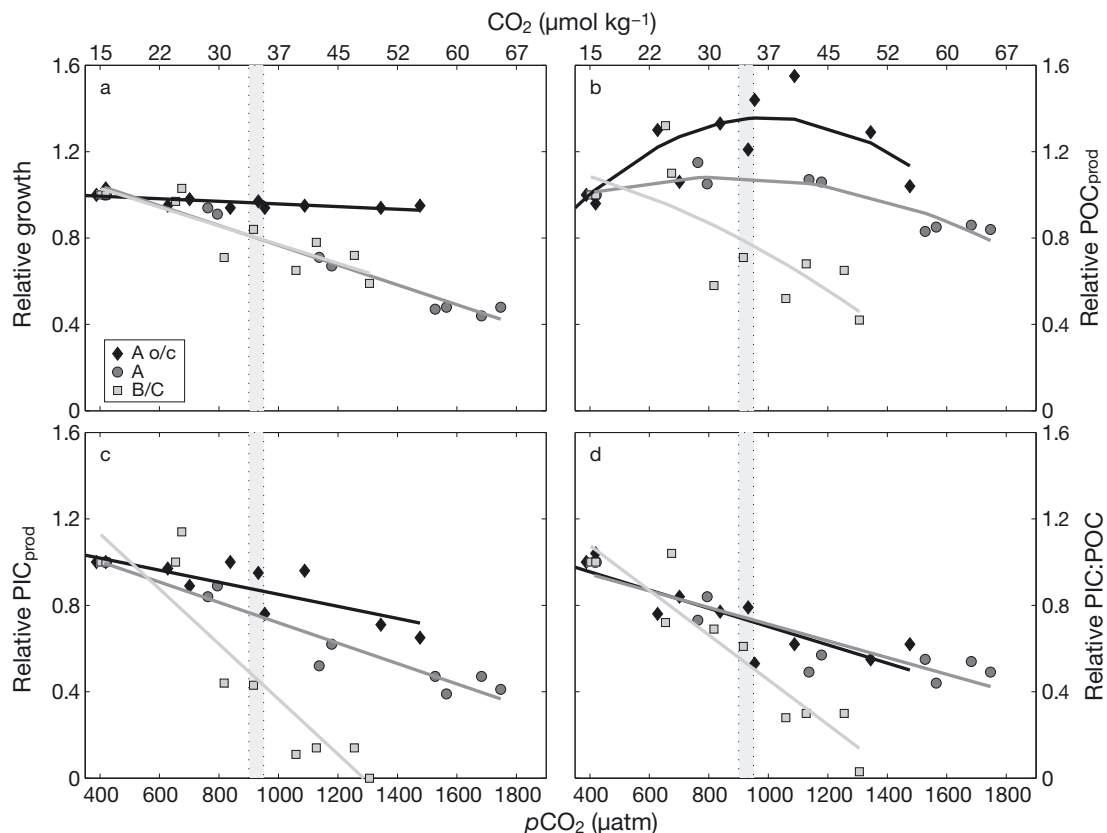 CO₂ (µmol kg⁻¹)
15 22 30 37 45 52 60 67 15 22 30 37 45 52 60 67
1.6 a b 1.6
1.2 1.2
0.8 0.8
0.4 0.4
0 0
Relative growth
Relative POCprod
A o/c
A
B/C
1.6 c d 1.6
1.2 1.2
0.8 0.8
0.4 0.4
0 0
Relative PICprod
Relative PIC:POC
400 600 800 1000 1200 1400 1600 1800 400 600 800 1000 1200 1400 1600 1800
pCO₂ (µatm)